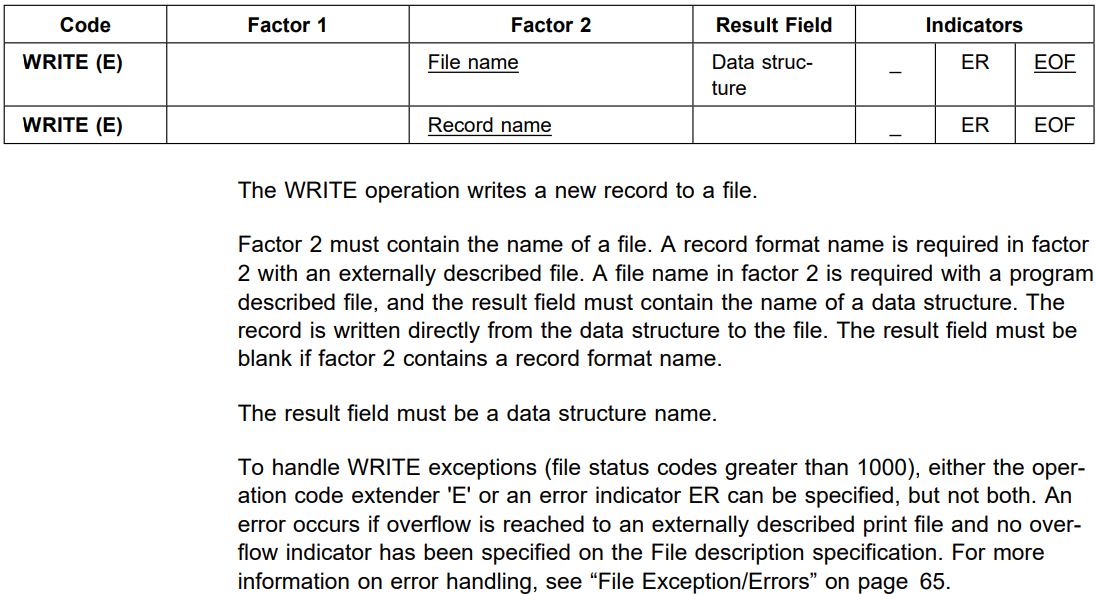 Code Factor 1 Factor 2 Result Field Indicators
WRITE (E) File name Data struc- _ ER EOF
ture
WRITE (E) Record name _ ER EOF
The WRITE operation writes a new record to a file.
Factor 2 must contain the name of a file. A record format name is required in factor
2 with an externally described file. A file name in factor 2 is required with a program
described file, and the result field must contain the name of a data structure. The
record is written directly from the data structure to the file. The result field must be
blank if factor 2 contains a record format name.
The result field must be a data structure name.
To handle WRITE exceptions (file status codes greater than 1000), either the oper-
ation code extender 'E' or an error indicator ER can be specified, but not both. An
error occurs if overflow is reached to an externally described print file and no over-
flow indicator has been specified on the File description specification. For more
information on error handling, see “File Exception/Errors” on page 65.